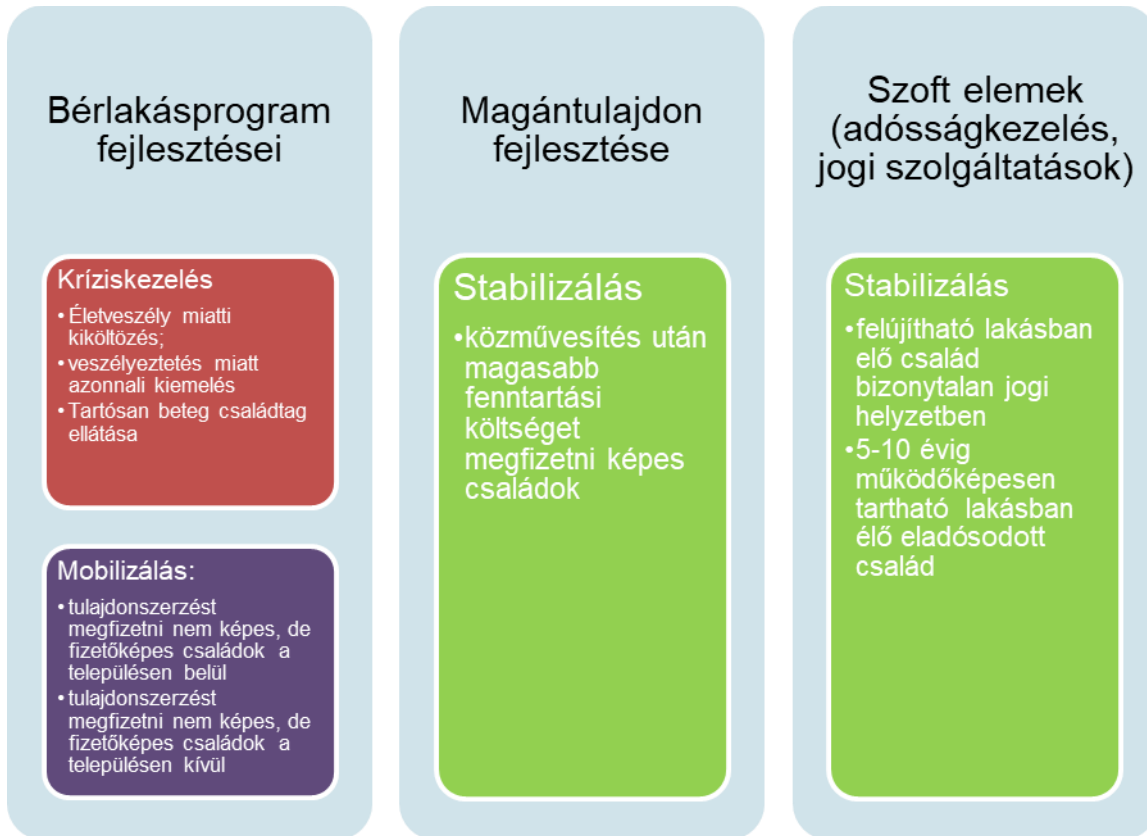 Bérlakásprogram
fejlesztései
Kríziskezelés
•Életveszély miatti
kiköltözés;
•veszélyeztetés miatt
azonnali kiemelés
•Tartósan beteg családtag
ellátása
Mobilizálás:
•tulajdonszerzést
megfizetni nem képes, de
fizetőképes családok a
településen belül
•tulajdonszerzést
megfizetni nem képes, de
fizetőképes családok a
településen kívül
Magántulajdon
fejlesztése
Stabilizálás
•közművesítés után
magasabb
fenntartási
költséget
megfizetni képes
családok
Szoft elemek
(adósságkezelés,
jogi szolgáltatások)
Stabilizálás
•felújítható lakásban
elő család
bizonytalan jogi
helyzetben
•5-10 évig
működőképesen
tartható lakásban
élő eladósodott
család